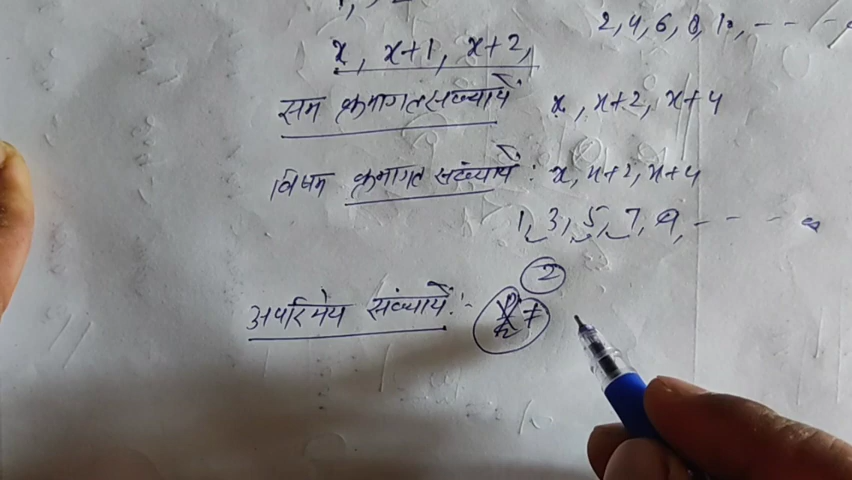 2, 4, 6, 8, 10, - - -
x, x+1, x+2,
सम क्रमागत संख्यायें x, x+2, x+4
विषम क्रमागत संख्यायें : x, x+2, x+4
1, 3, 5, 7, 9, - - - ∞
2
अपरिमेय संख्यायें :- ≠